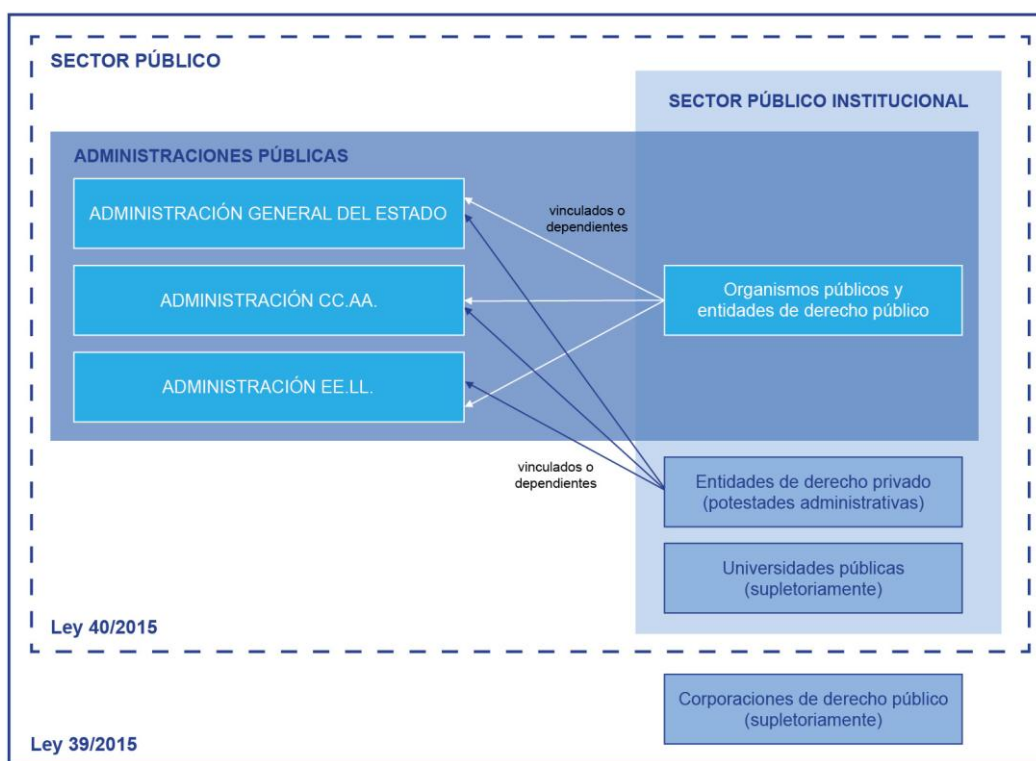 SECTOR PÚBLICO
SECTOR PÚBLICO INSTITUCIONAL
ADMINISTRACIONES PÚBLICAS
ADMINISTRACIÓN GENERAL DEL ESTADO
vinculados o
dependientes
ADMINISTRACIÓN CC.AA.
Organismos públicos y
entidades de derecho público
ADMINISTRACIÓN EE.LL.
vinculados o
dependientes
Entidades de derecho privado
(potestades administrativas)
Universidades públicas
(supletoriamente)
Ley 40/2015
Corporaciones de derecho público
(supletoriamente)
Ley 39/2015